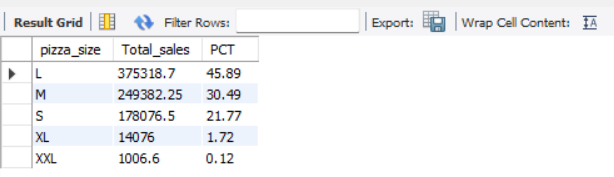 Result Grid Filter Rows: Export: Wrap Cell Content: IA
pizza_size Total_sales PCT
L 375318.7 45.89
M 249382.25 30.49
S 178076.5 21.77
XL 14076 1.72
XXL 1006.6 0.12